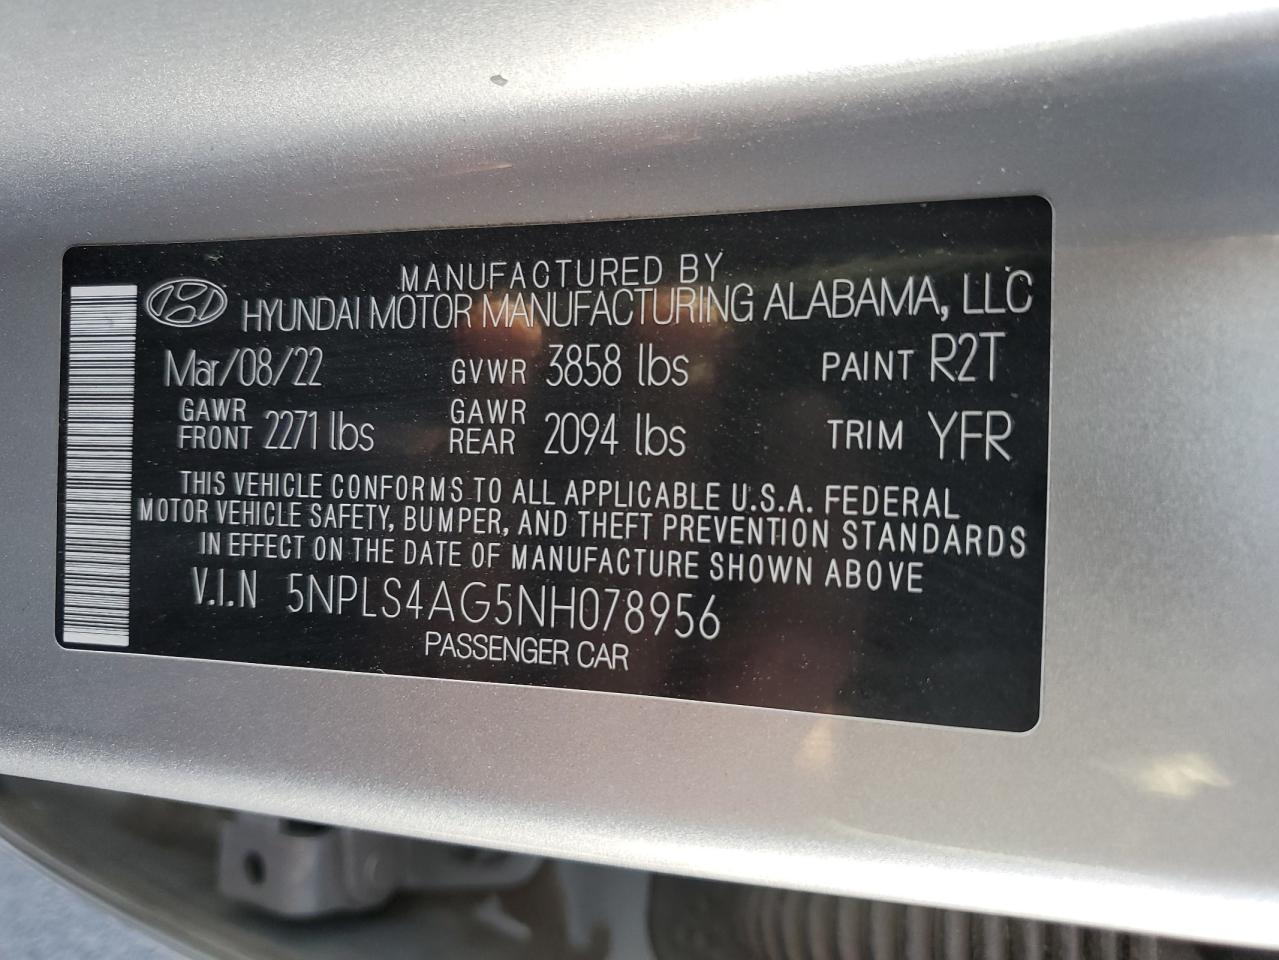 MANUFACTURED BY
HYUNDAI MOTOR MANUFACTURING ALABAMA, LLC
Mar/08/22 GVWR 3858 lbs PAINT R2T
GAWR FRONT 2271 lbs GAWR REAR 2094 lbs TRIM YFR
THIS VEHICLE CONFORMS TO ALL APPLICABLE U.S.A. FEDERAL
MOTOR VEHICLE SAFETY, BUMPER, AND THEFT PREVENTION STANDARDS
IN EFFECT ON THE DATE OF MANUFACTURE SHOWN ABOVE
V.I.N 5NPLS4AG5NH078956
PASSENGER CAR